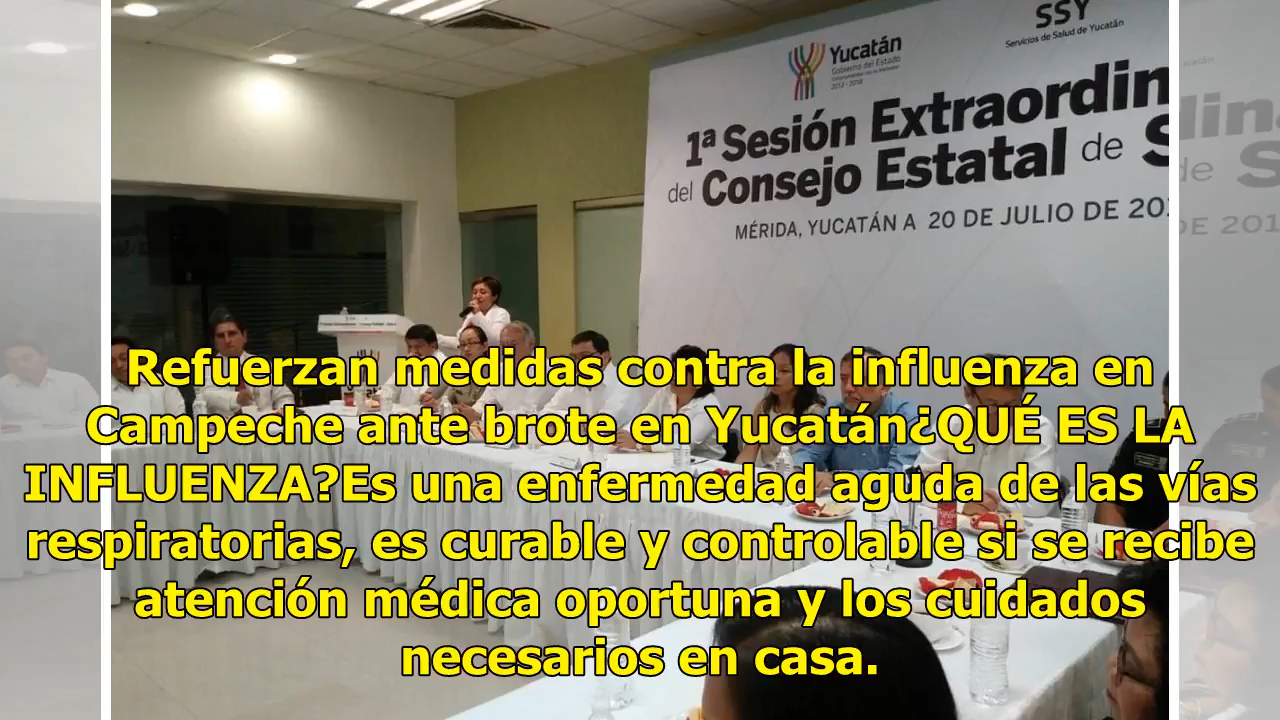 SSY
Servicios de Salud de Yucatán
Yucatán
Gobierno del Estado
2012 - 2018
1ª Sesión Extraordin
del Consejo Estatal de S
MÉRIDA, YUCATÁN A 20 DE JULIO DE 201
Refuerzan medidas contra la influenza en
Campeche ante brote en Yucatán¿QUÉ ES LA
INFLUENZA?Es una enfermedad aguda de las vías
respiratorias, es curable y controlable si se recibe
atención médica oportuna y los cuidados
necesarios en casa.